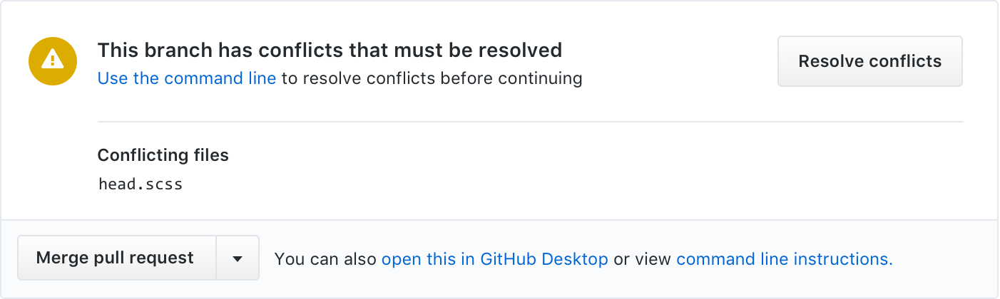 This branch has conflicts that must be resolved
Resolve conflicts
Use the command line to resolve conflicts before continuing
Conflicting files
head.scss
Merge pull request
You can also open this in GitHub Desktop or view command line instructions.